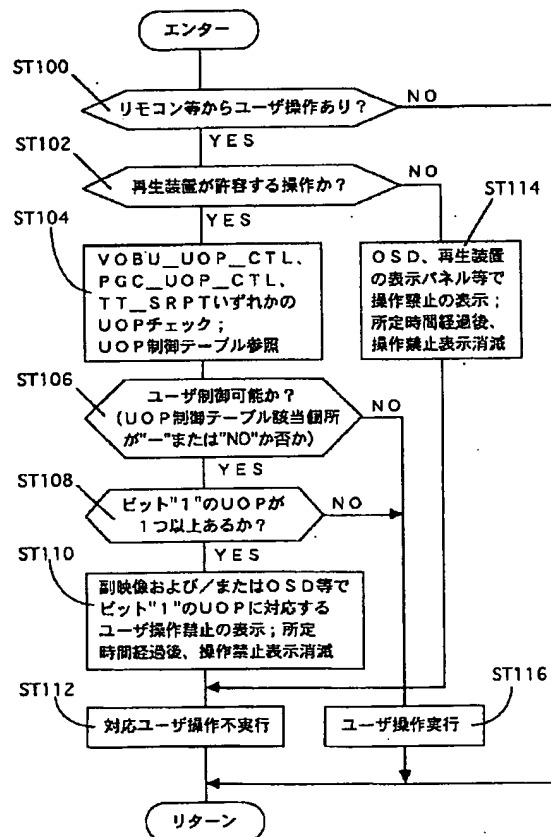 エンター
ST100
リモコン等からユーザ操作あり?
NO
YES
ST102
再生装置が許容する操作か?
NO
YES
ST104
VOBU_UOP_CTL、
PGC_UOP_CTL、
TT_SRPTいずれかの
UOPチェック;
UOP制御テーブル参照
ST114
OSD、再生装置
の表示パネル等で
操作禁止の表示;
所定時間経過後、
操作禁止表示消滅
ST106
ユーザ制御可能か?
(UOP制御テーブル該当個所
が"ー"または"NO"か否か)
NO
YES
ST108
ビット"1"のUOPが
1つ以上あるか?
NO
YES
ST110
副映像および/またはOSD等で
ビット"1"のUOPに対応する
ユーザ操作禁止の表示;所定
時間経過後、操作禁止表示消滅
ST112
対応ユーザ操作不実行
ST116
ユーザ操作実行
リターン